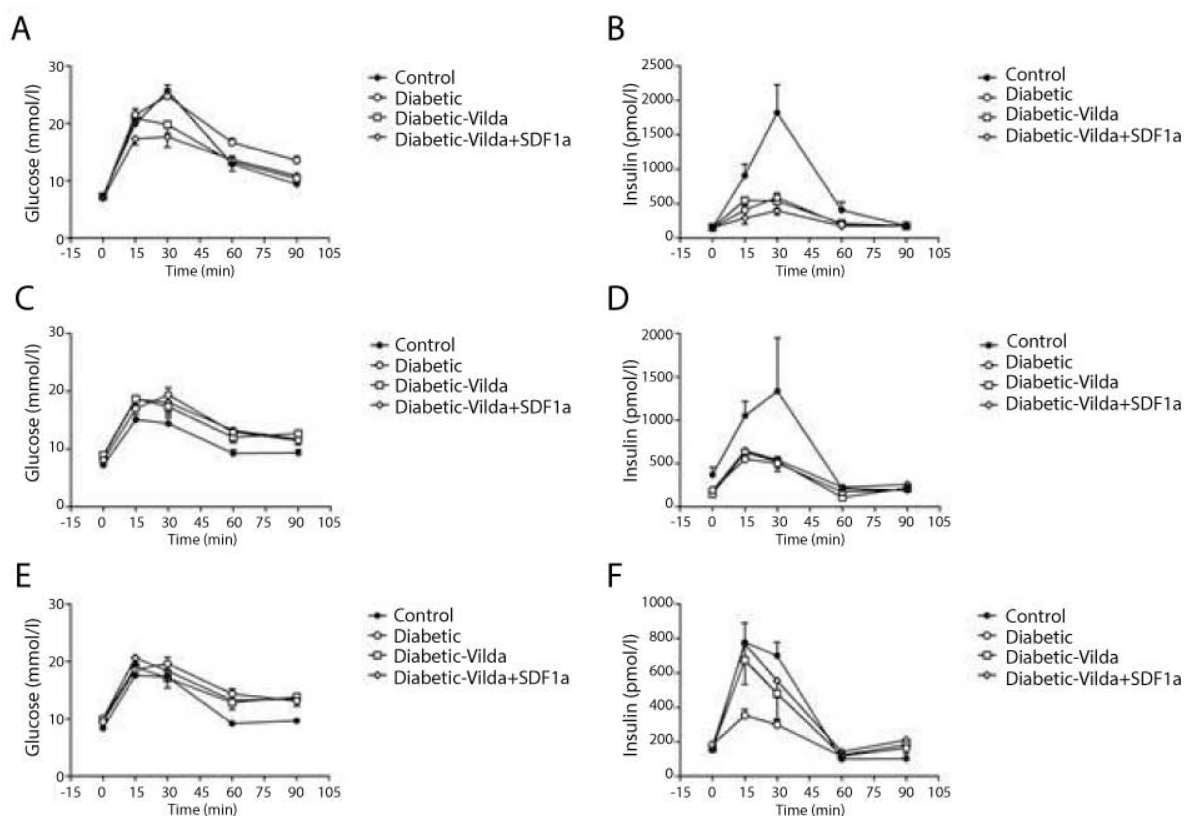 A
Glucose (mmol/l)
30
20
10
0
-15 0 15 30 45 60 75 90 105
Time (min)
Control
Diabetic
Diabetic-Vilda
Diabetic-Vilda+SDF1a
B
Insulin (pmol/l)
2500
2000
1500
1000
500
0
-15 0 15 30 45 60 75 90 105
Time (min)
Control
Diabetic
Diabetic-Vilda
Diabetic-Vilda+SDF1a
C
Glucose (mmol/l)
30
20
10
0
-15 0 15 30 45 60 75 90 105
Time (min)
Control
Diabetic
Diabetic-Vilda
Diabetic-Vilda+SDF1a
D
Insulin (pmol/l)
2000
1500
1000
500
0
-15 0 15 30 45 60 75 90 105
Time (min)
Control
Diabetic
Diabetic-Vilda
Diabetic-Vilda+SDF1a
E
Glucose (mmol/l)
30
20
10
0
-15 0 15 30 45 60 75 90 105
Time (min)
Control
Diabetic
Diabetic-Vilda
Diabetic-Vilda+SDF1a
F
Insulin (pmol/l)
1000
800
600
400
200
0
-15 0 15 30 45 60 75 90 105
Time (min)
Control
Diabetic
Diabetic-Vilda
Diabetic-Vilda+SDF1a